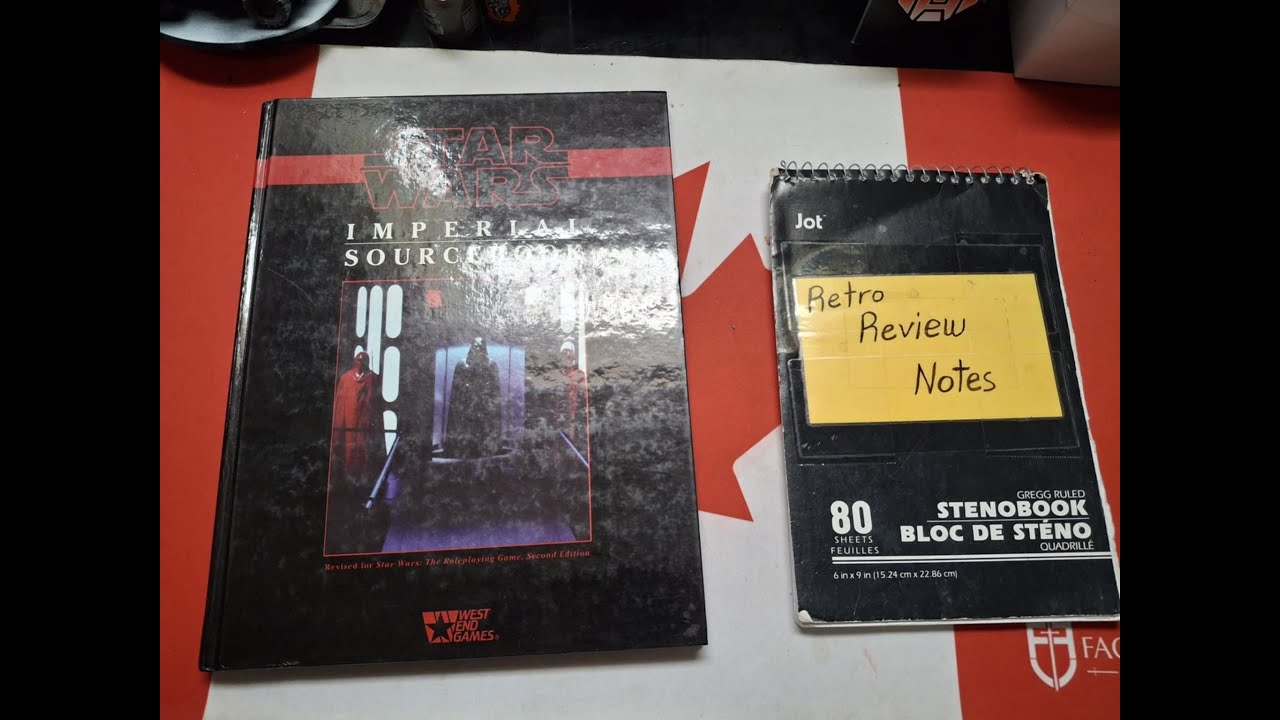 STAR
WARS
IMPERIAL
SOURCEBOOK
Revised for Star Wars: The Roleplaying Game, Second Edition
WEST
END
GAMES®
Jot™
Retro
Review
Notes
80
SHEETS
FEUILLES
GREGG RULED
STENOBOOK
BLOC DE STÉNO
QUADRILLÉ
6 in x 9 in (15.24 cm x 22.86 cm)